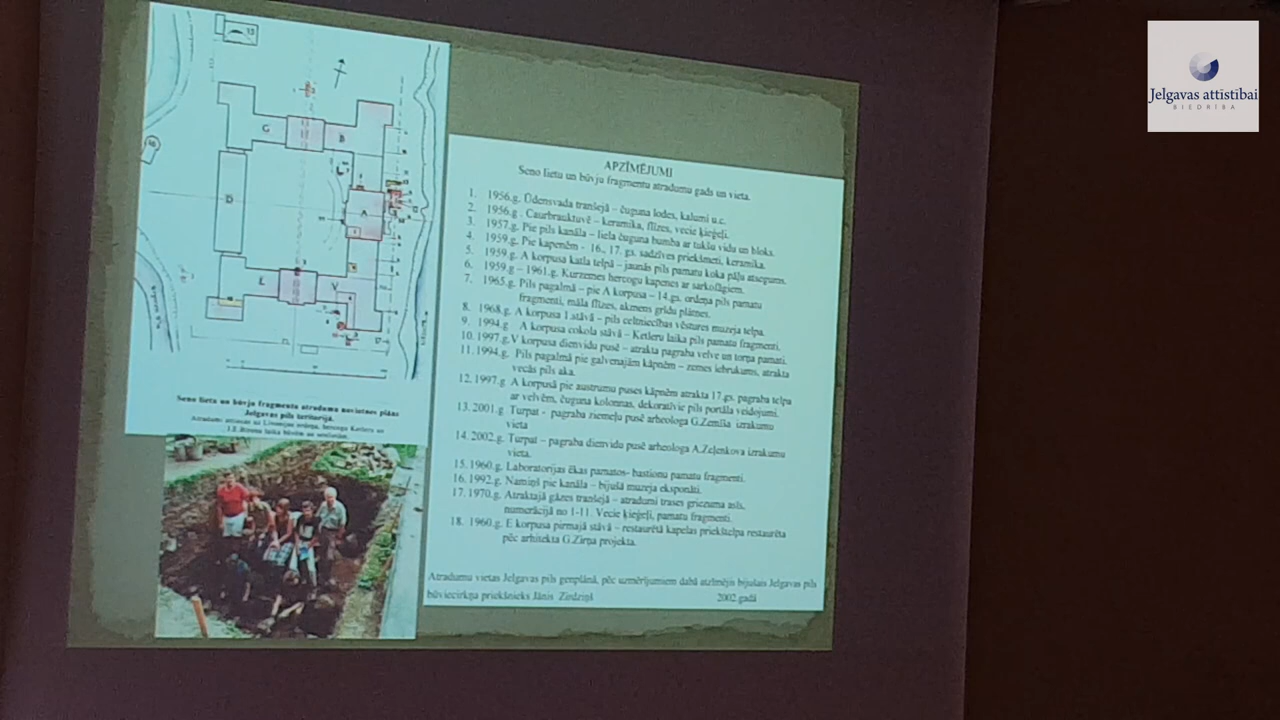 Jelgavas attīstībai
BIEDRĪBA
13
G
B
D
A
E
V
Seno lietu un būvju fragmentu atradumu novietnes plāns
Jelgavas pils teritorijā.
APZĪMĒJUMI
Seno lietu un būvju fragmentu atradumu gads un vieta.
1. 1956.g. Ūdensvada tranšejā – čuguna lodes, kalumi u.c.
2. 1956.g . Caurbrauktuvē – keramika, flīzes, vecie ķieģeļi.
3. 1957.g. Pie pils kanāla – liela čuguna bumba ar tukšu vidu un bloks.
4. 1959.g. Pie kapenēm - 16., 17. gs. sadzīves priekšmeti, keramika.
5. 1959.g. A korpusa katla telpā – jaunās pils pamatu koka pāļu atsegums.
6. 1959.g – 1961.g. Kurzemes hercogu kapenes ar sarkofāgiem.
7. 1965.g. Pils pagalmā – pie A korpusa – 14.gs. ordeņa pils pamatu
fragmenti, māla flīzes, akmens grīdu plātnes.
8. 1968.g. A korpusa 1.stāvā – pils celtniecības vēstures muzeja telpa.
9. 1994.g A korpusa cokola stāvā – Ketleru laika pils pamatu fragmenti.
10. 1997.g. V korpusa dienvidu pusē – atrakta pagraba velve un torņa pamati.
11. 1994.g. Pils pagalmā pie galvenajām kāpnēm – zemes iebrukums, atrakta
vecās pils aka.
12. 1997.g A korpusā pie austrumu puses kāpnēm atrakta 17.gs. pagraba telpa
ar velvēm, čuguna kolonnas, dekoratīvie pils portāla veidojumi.
13. 2001.g Turpat - pagraba ziemeļu pusē arheologa G.Zemīša izrakumu
vieta
14. 2002.g. Turpat – pagraba dienvidu pusē arheologa A.Zeļenkova izrakumu
vieta.
15. 1960.g. Laboratorijas ēkas pamatos- bastionu pamatu fragmenti.
16. 1992.g. Namiņš pie kanāla – bijušā muzeja eksponāti.
17. 1970.g. Atraktajā gāzes tranšejā – atradumi trases griezuma asīs,
numerācijā no 1-11. Vecie ķieģeļi, pamatu fragmenti.
18. 1960.g. E korpusa pirmajā stāvā – restaurētā kapelas priekštelpa restaurēta
pēc arhitekta G.Zirņa projekta.
Atradumu vietas Jelgavas pils ģenplānā, pēc uzmērījumiem dabā atzīmējis bijušais Jelgavas pils
būviecirkņa priekšnieks Jānis Zirdziņš 2002.gadā